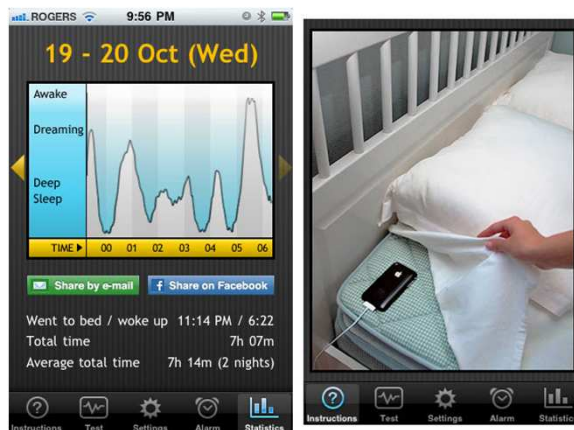 ROGERS 9:56 PM
19 - 20 Oct (Wed)
Awake
Dreaming
Deep
Sleep
TIME 00 01 02 03 04 05 06
Share by e-mail
f Share on Facebook
Went to bed / woke up 11:14 PM / 6:22
Total time 7h 07m
Average total time 7h 14m (2 nights)
Instructions Test Settings Alarm Statistics
Instructions Test Settings Alarm Statistics